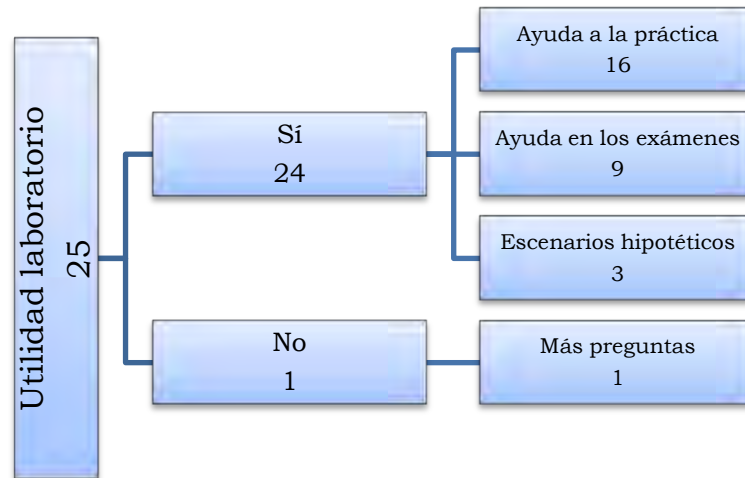 Utilidad laboratorio
25
Sí
24
Ayuda a la práctica
16
Ayuda en los exámenes
9
Escenarios hipotéticos
3
No
1
Más preguntas
1